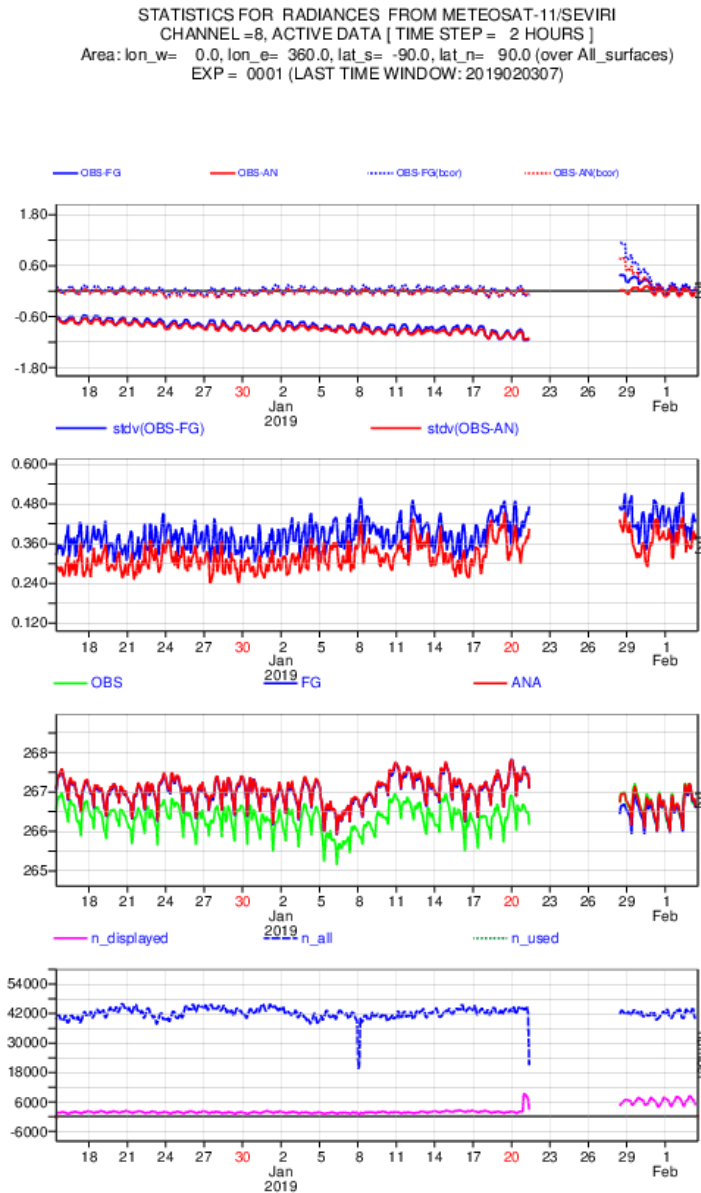 STATISTICS FOR RADIANCES FROM METEOSAT-11/SEVIRI
CHANNEL =8, ACTIVE DATA [ TIME STEP = 2 HOURS ]
Area: lon_w= 0.0, lon_e= 360.0, lat_s= -90.0, lat_n= 90.0 (over All_surfaces)
EXP = 0001 (LAST TIME WINDOW: 2019020307)
OBS-FG OBS-AN OBS-FG(bcor) OBS-AN(bcor)
1.80
0.60
-0.60
-1.80
18 21 24 27 30 2 5 8 11 14 17 20 23 26 29 1
Jan Feb
2019
stdv(OBS-FG) stdv(OBS-AN)
0.600
0.480
0.360
0.240
0.120
18 21 24 27 30 2 5 8 11 14 17 20 23 26 29 1
Jan Feb
2019
OBS FG ANA
268
267
266
265
18 21 24 27 30 2 5 8 11 14 17 20 23 26 29 1
Jan Feb
2019
n_displayed n_all n_used
54000
42000
30000
18000
6000
-6000
18 21 24 27 30 2 5 8 11 14 17 20 23 26 29 1
Jan Feb
2019